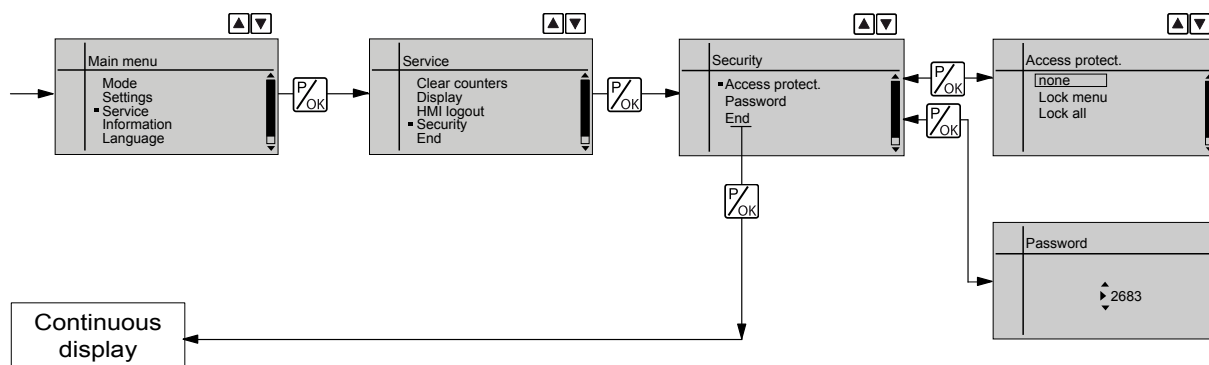 Main menu
Mode
Settings
Service
Information
Language
P/OK
Service
Clear counters
Display
HMI logout
Security
End
P/OK
Security
Access protect.
Password
End
P/OK
P/OK
Access protect.
none
Lock menu
Lock all
P/OK
Password
2683
Continuous
display